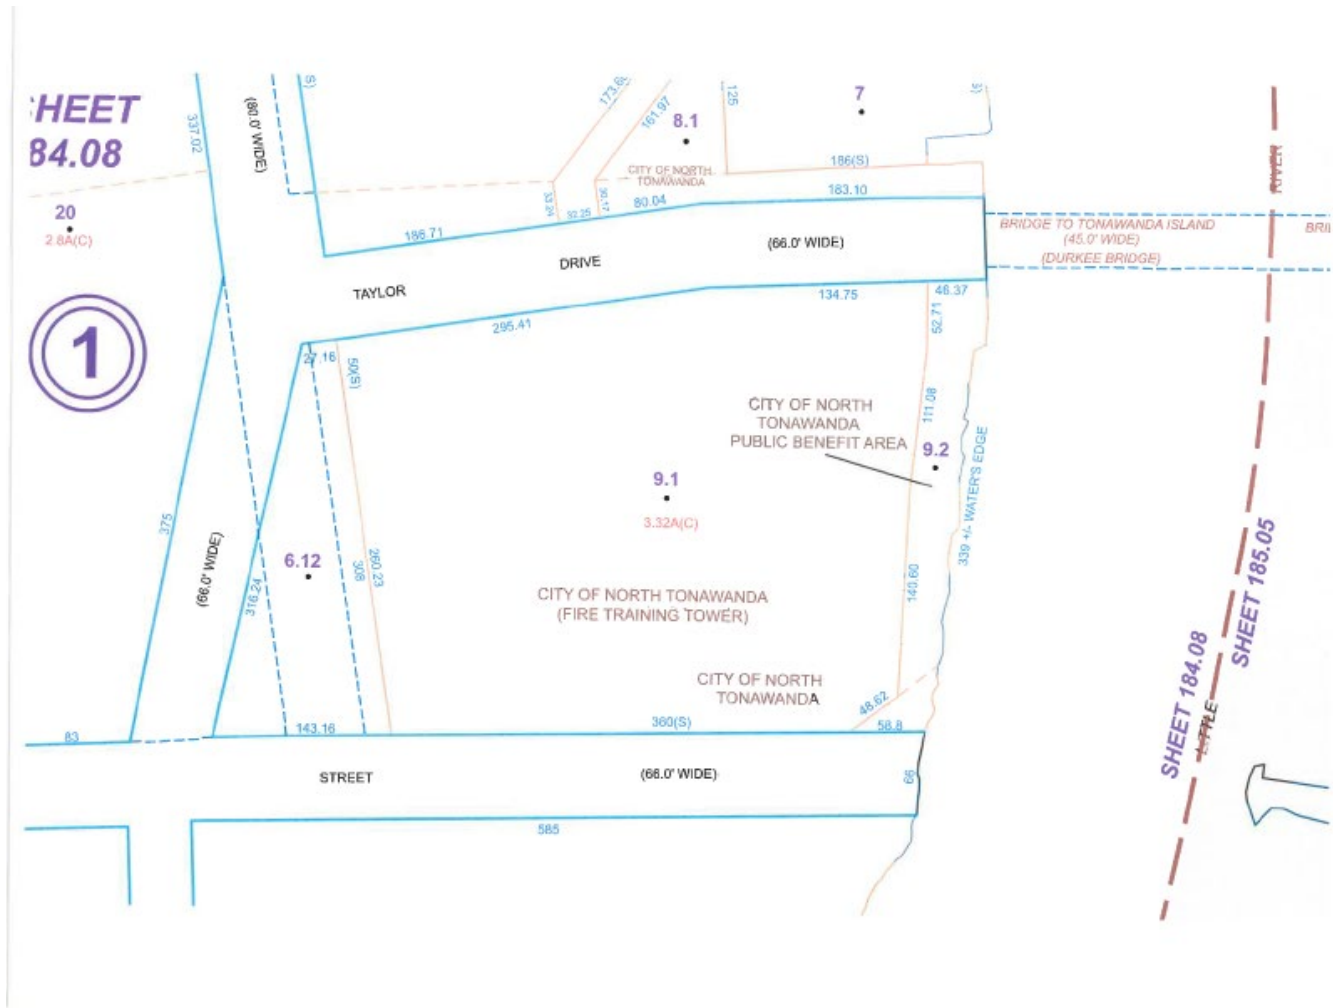 SHEET
84.08
337.02
(80.0' WIDE)
S)
173.6
161.97
125
7
8.1
S)
CITY OF NORTH
TONAWANDA
186(S)
183.10
20
2.8A(C)
33.24
32.25
30.17
80.04
186.71
RIVER
BRIDGE TO TONAWANDA ISLAND
(45.0' WIDE)
(DURKEE BRIDGE)
BRI
TAYLOR
DRIVE
(66.0' WIDE)
1
295.41
134.75
46.37
52.71
27.16
50(S)
CITY OF NORTH
TONAWANDA
PUBLIC BENEFIT AREA
111.08
9.2
339 +/- WATER'S EDGE
9.1
3.32A(C)
375
(66.0' WIDE)
316.24
6.12
308
260.23
CITY OF NORTH TONAWANDA
(FIRE TRAINING TOWER)
140.60
CITY OF NORTH
TONAWANDA
48.62
SHEET 185.05
SHEET 184.08
LITTLE
83
143.16
360(S)
58.8
STREET
(66.0' WIDE)
66
585